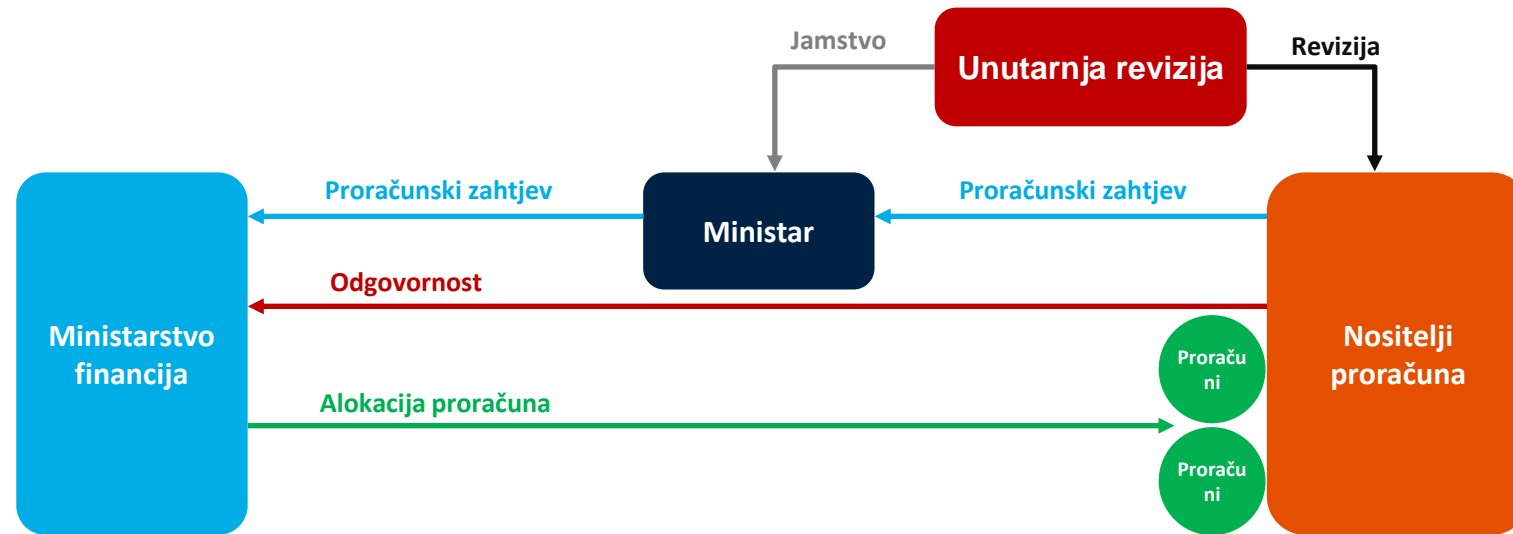 Jamstvo
Unutarnja revizija
Revizija
Proračunski zahtjev
Ministar
Proračunski zahtjev
Odgovornost
Ministarstvo
financija
Nositelji
proračuna
Proraču
ni
Alokacija proračuna
Proraču
ni